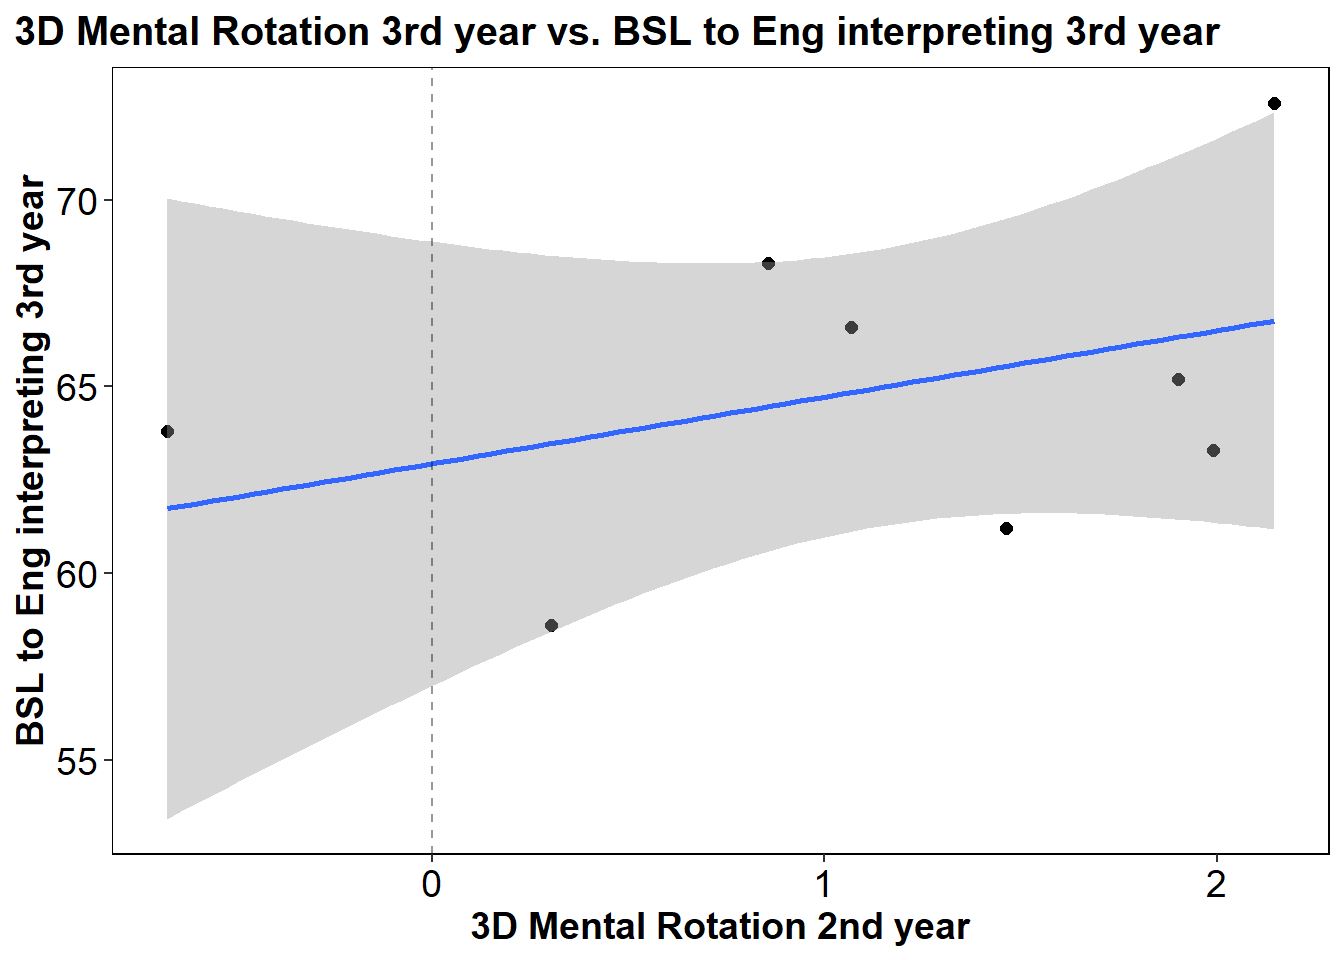 3D Mental Rotation 3rd year vs. BSL to Eng interpreting 3rd year
BSL to Eng interpreting 3rd year
70
65
60
55
0
1
2
3D Mental Rotation 2nd year